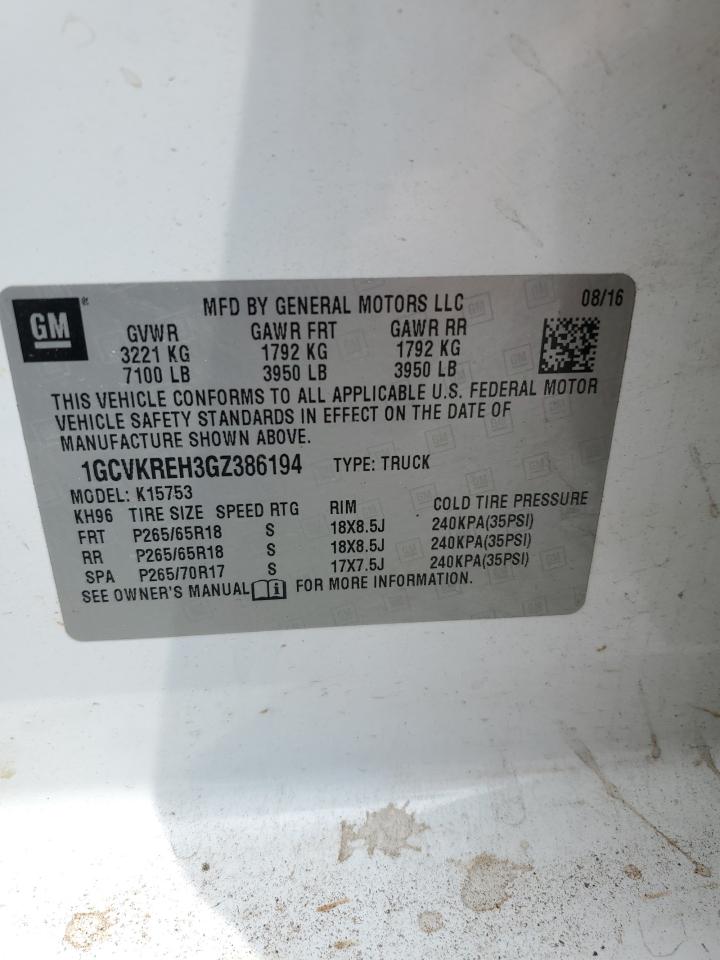 GM® MFD BY GENERAL MOTORS LLC 08/16
GVWR GAWR FRT GAWR RR
3221 KG 1792 KG 1792 KG
7100 LB 3950 LB 3950 LB
THIS VEHICLE CONFORMS TO ALL APPLICABLE U.S. FEDERAL MOTOR
VEHICLE SAFETY STANDARDS IN EFFECT ON THE DATE OF
MANUFACTURE SHOWN ABOVE.
1GCVKREH3GZ386194 TYPE: TRUCK
MODEL: K15753
KH96 TIRE SIZE SPEED RTG RIM COLD TIRE PRESSURE
FRT P265/65R18 S 18X8.5J 240KPA(35PSI)
RR P265/65R18 S 18X8.5J 240KPA(35PSI)
SPA P265/70R17 S 17X7.5J 240KPA(35PSI)
SEE OWNER'S MANUAL FOR MORE INFORMATION.